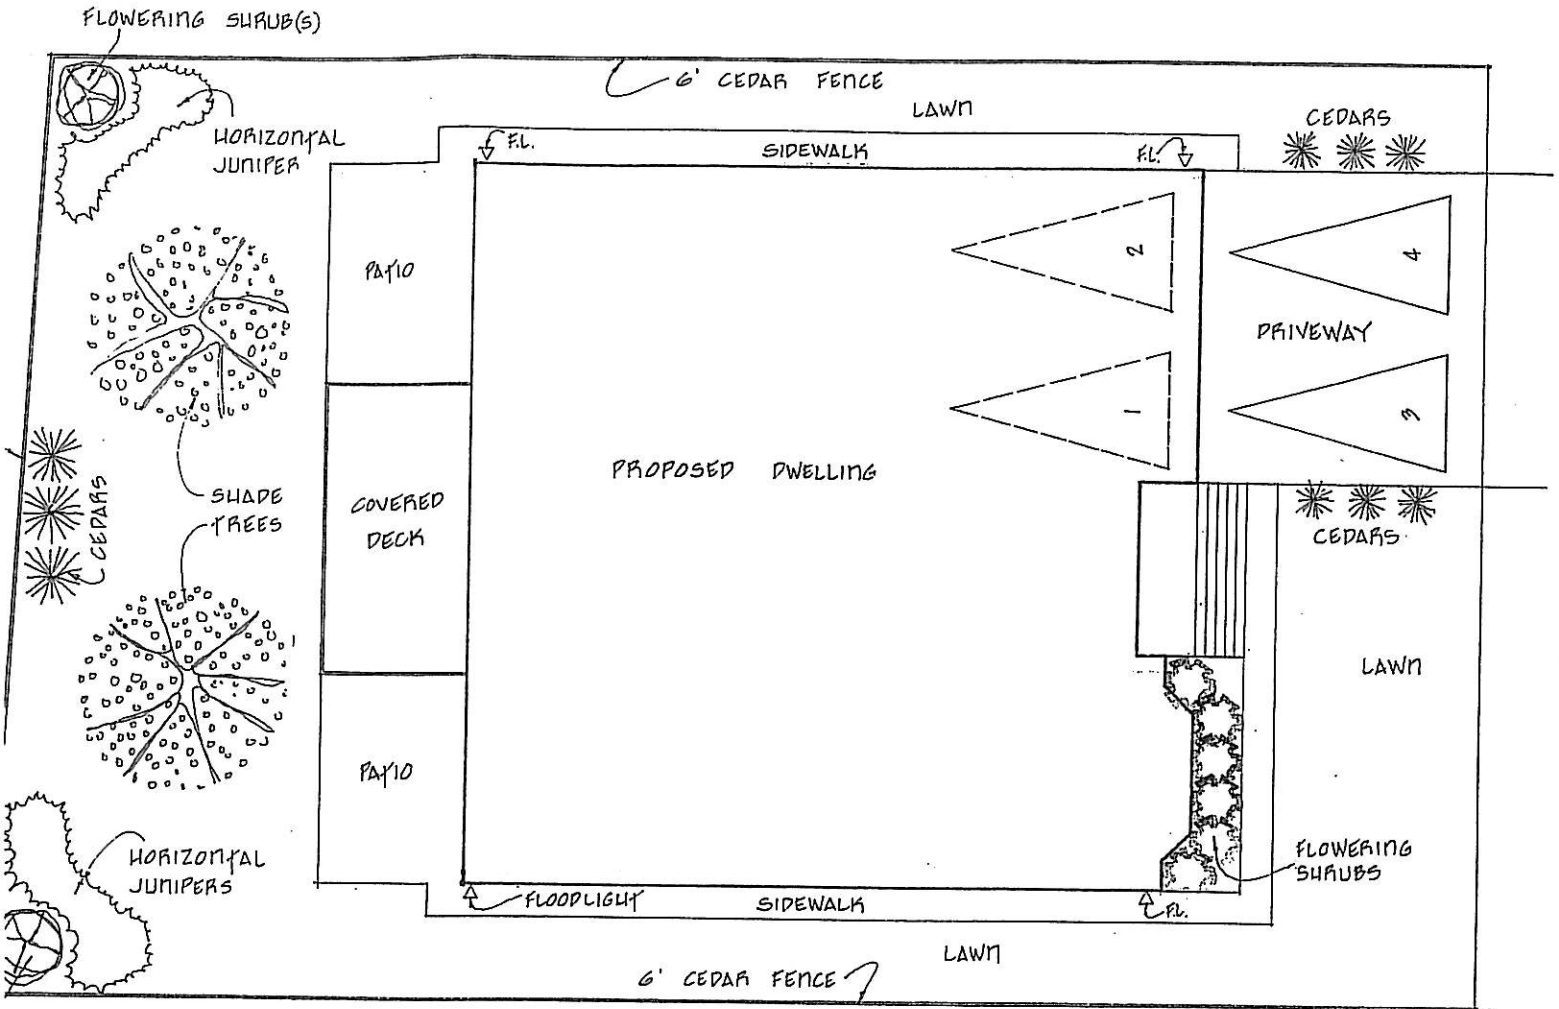 FLOWERING SHRUB(S)
6' CEDAR FENCE
LAWN
CEDARS
HORIZONTAL
JUNIPER
F.L.
SIDEWALK
F.L.
PATIO
2
4
DRIVEWAY
1
3
PROPOSED DWELLING
SHADE
TREES
COVERED
DECK
CEDARS
CEDARS
LAWN
PATIO
HORIZONTAL
JUNIPERS
FLOWERING
SHRUBS
FLOODLIGHT
SIDEWALK
F.L.
LAWN
6' CEDAR FENCE